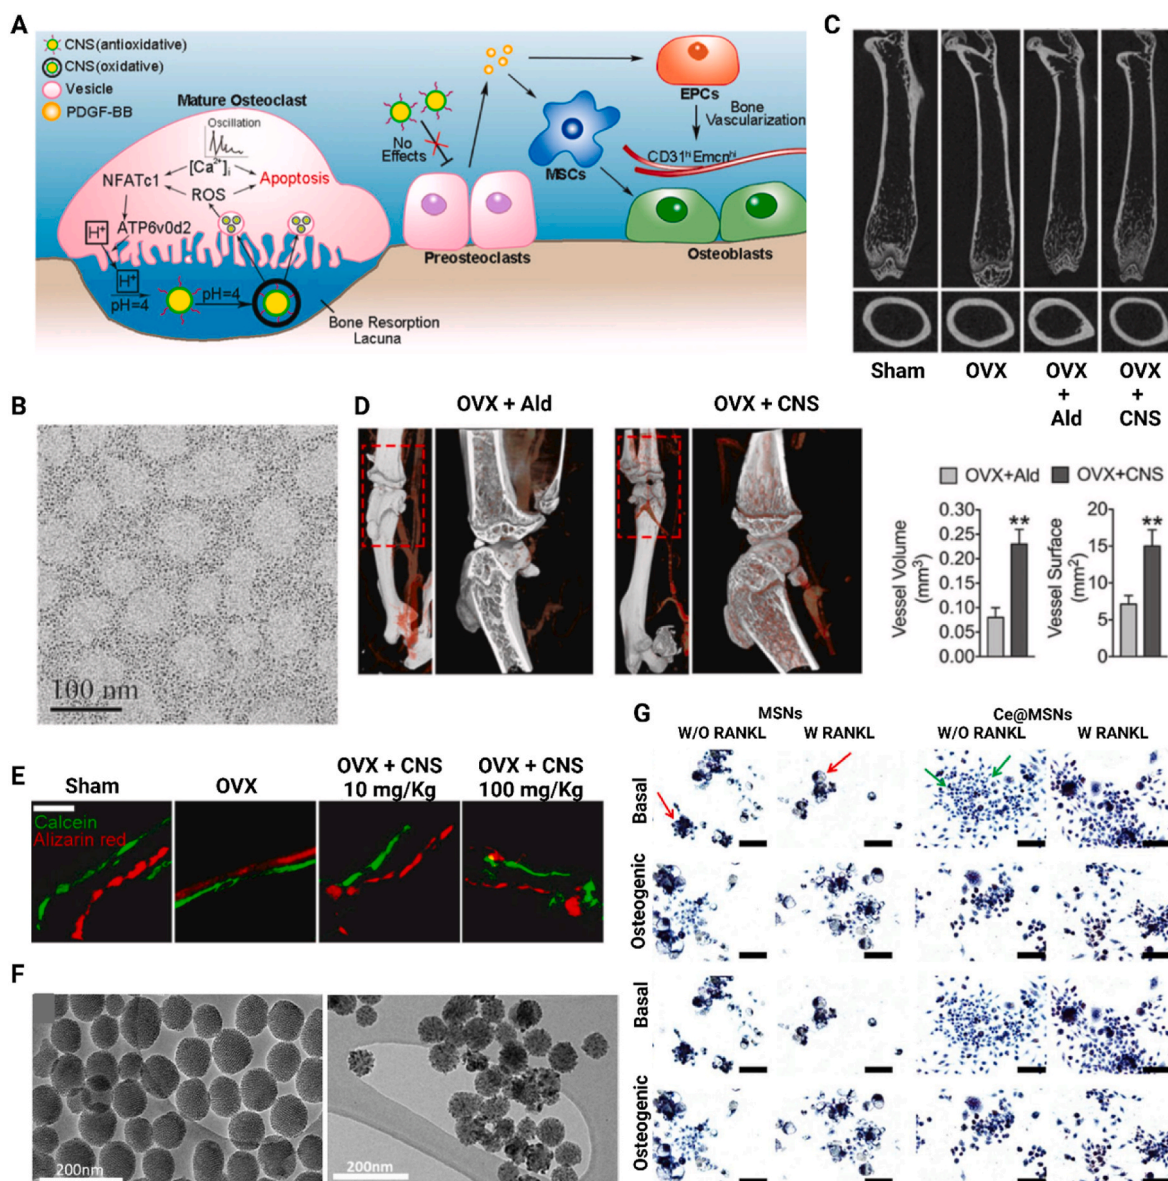 A
CNS(antioxidative)
CNS(oxidative)
Vesicle
PDGF-BB
Mature Osteoclast
Oscillation
[Ca²⁺]ᵢ
NFATc1
ROS
Apoptosis
H⁺
ATP6v0d2
H⁺
pH=4
pH=4
Bone Resorption
Lacuna
No
Effects
Preosteoclasts
MSCs
EPCs
Bone
Vascularization
CD31ʰⁱEmcnʰⁱ
Osteoblasts
C
Sham
OVX
OVX
+
Ald
OVX
+
CNS
B
100 nm
D
OVX + Ald
OVX + CNS
OVX+Ald
OVX+CNS
Vessel Volume
(mm³)
0.30
0.25
0.20
0.15
0.10
0.05
0.00
**
Vessel Surface
(mm²)
20
15
10
5
0
**
E
Sham
OVX
OVX + CNS
10 mg/Kg
OVX + CNS
100 mg/Kg
Calcein
Alizarin red
F
200nm
200nm
G
MSNs
Ce@MSNs
W/O RANKL
W RANKL
W/O RANKL
W RANKL
Basal
Osteogenic
Basal
Osteogenic